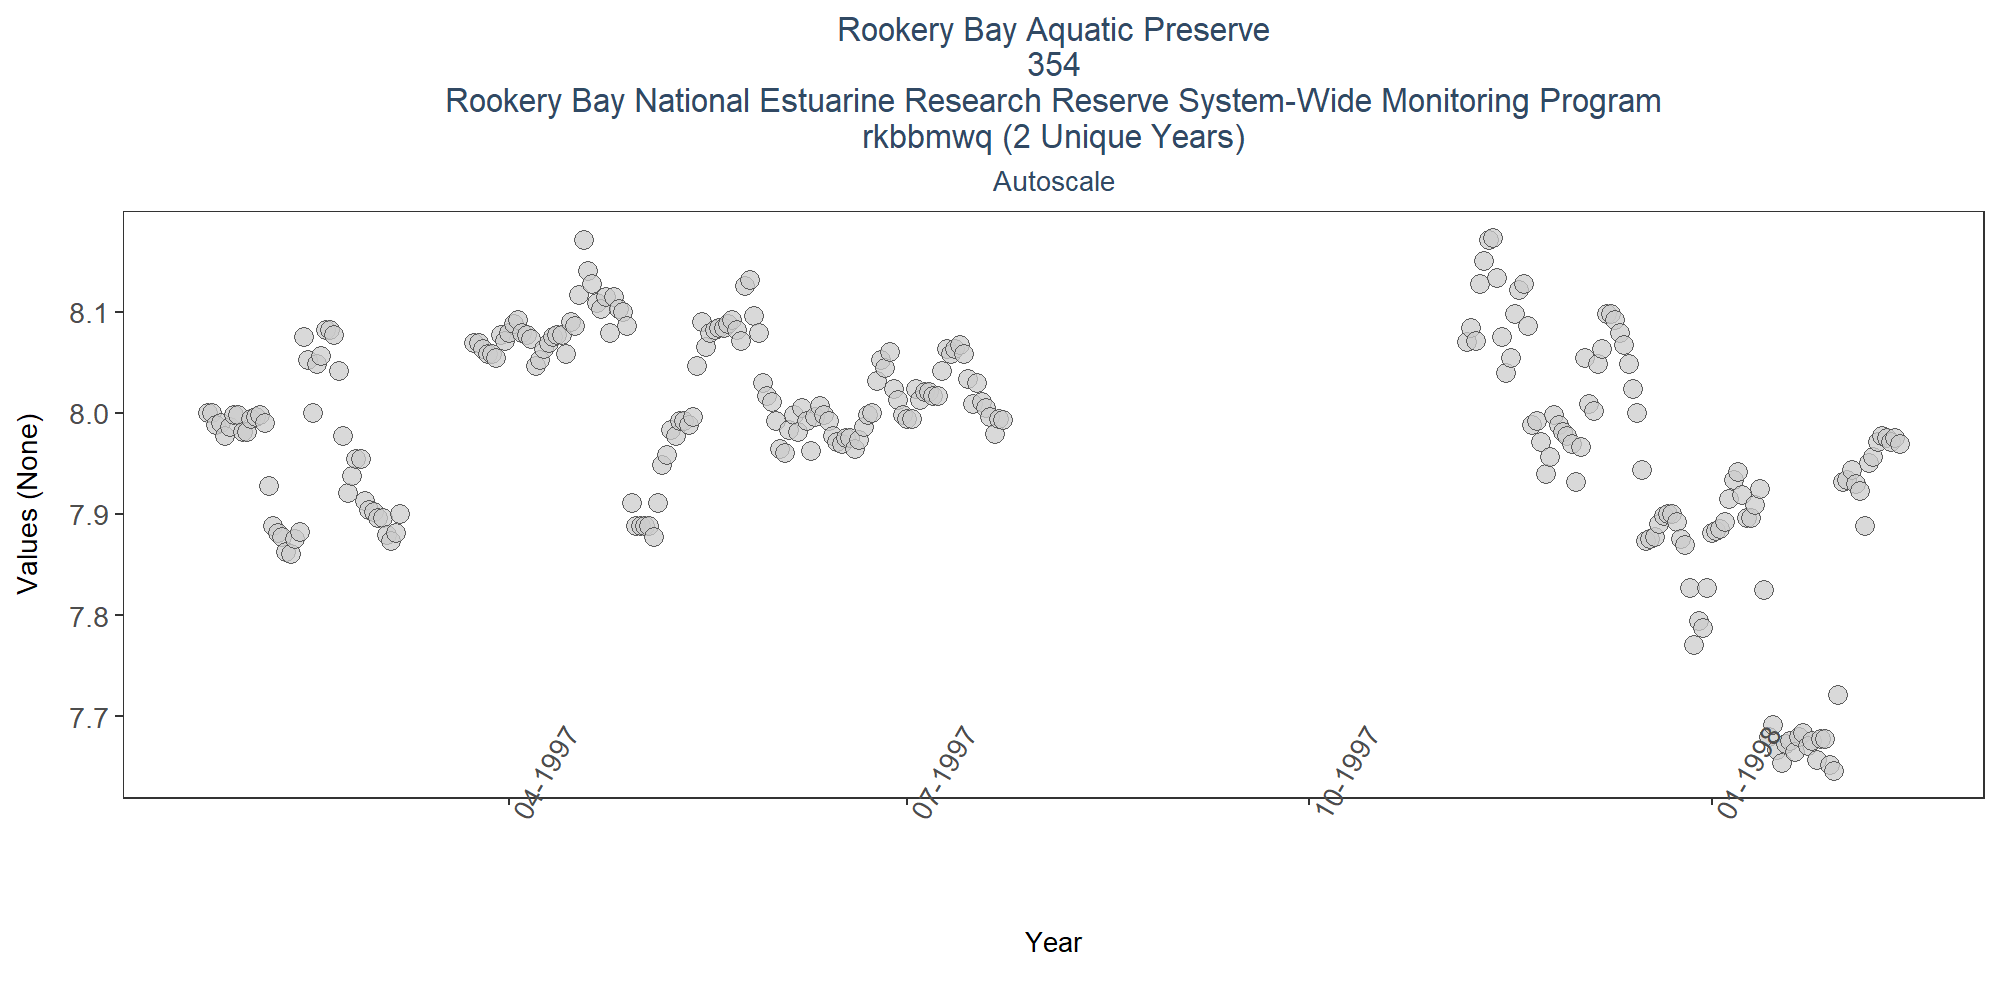 Rookery Bay Aquatic Preserve
354
Rookery Bay National Estuarine Research Reserve System-Wide Monitoring Program
rkbbmwq (2 Unique Years)
Autoscale
Values (None)
8.1
8.0
7.9
7.8
7.7
04-1997
07-1997
10-1997
01-1998
Year